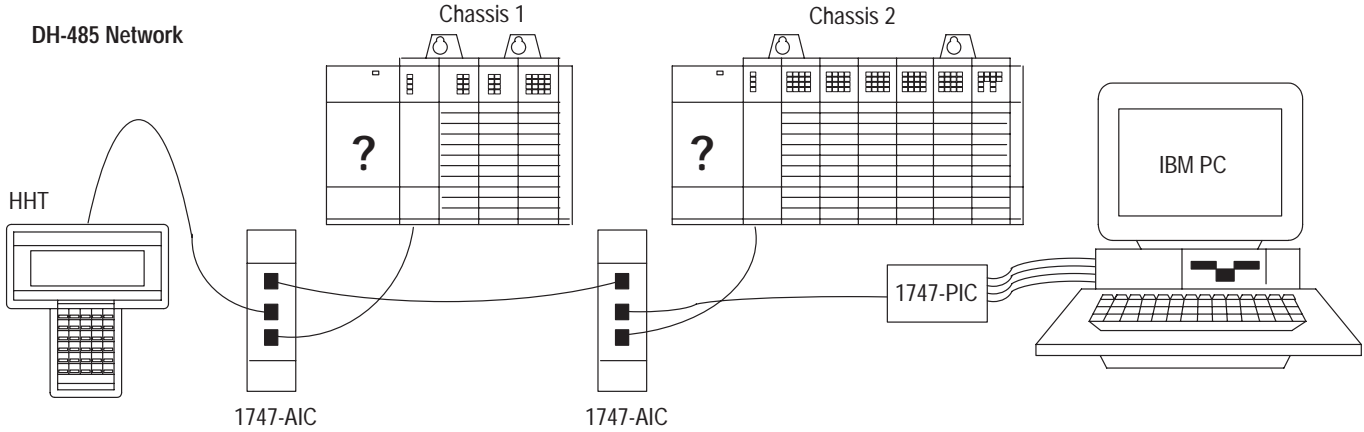 DH-485 Network
Chassis 1
Chassis 2
?
?
IBM PC
HHT
1747-PIC
1747-AIC
1747-AIC